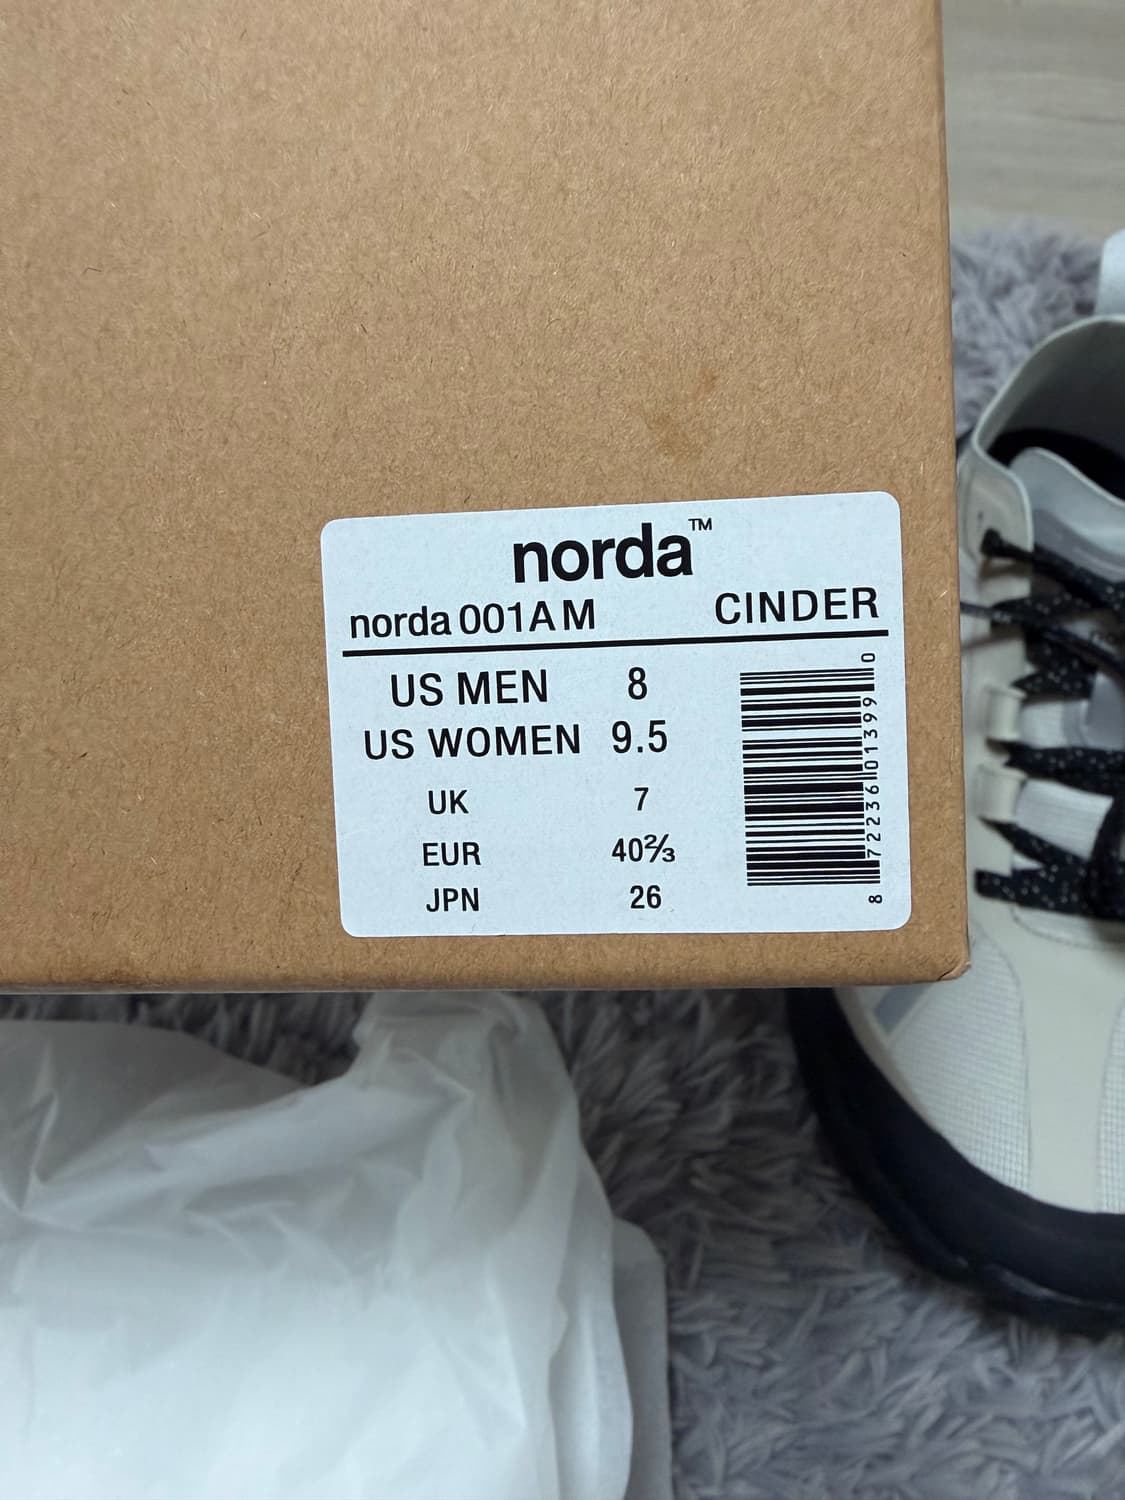 norda™
norda 001A M CINDER
US MEN 8
US WOMEN 9.5
UK 7
EUR 40⅔
JPN 26
8 72236 01399 0